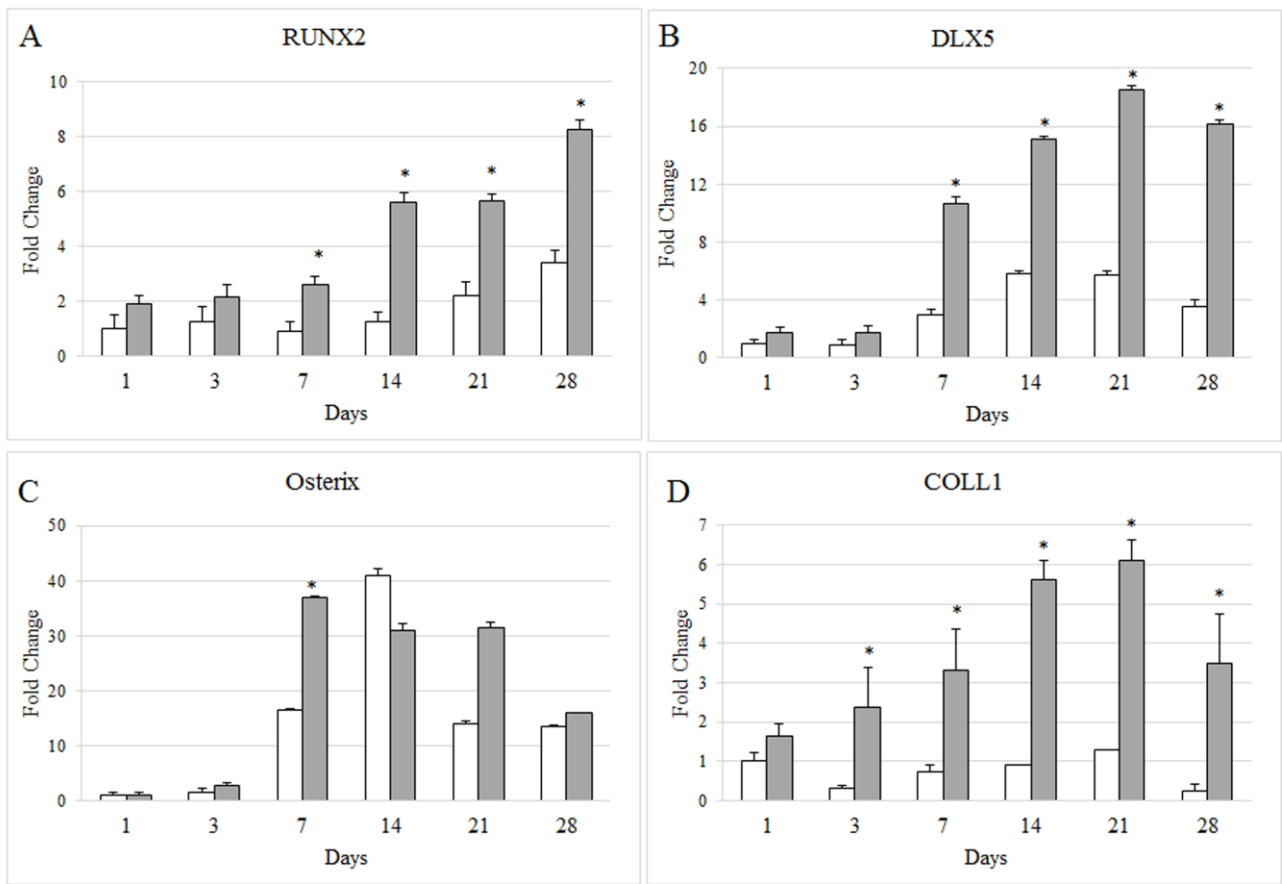 A
RUNX2
Fold Change
10
8
6
4
2
0
* * * *
1 3 7 14 21 28
Days
B
DLX5
Fold Change
20
16
12
8
4
0
* * * *
1 3 7 14 21 28
Days
C
Osterix
Fold Change
50
40
30
20
10
0
*
1 3 7 14 21 28
Days
D
COLL1
Fold Change
7
6
5
4
3
2
1
0
* * * * *
1 3 7 14 21 28
Days